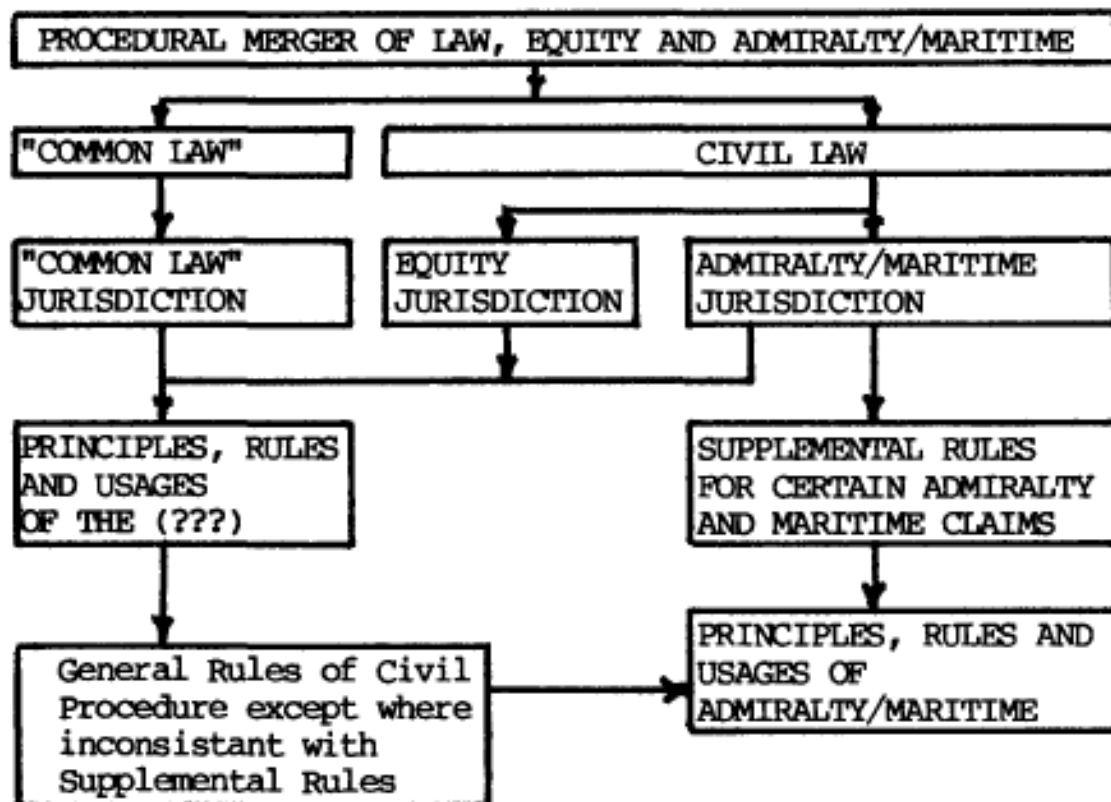 PROCEDURAL MERGER OF LAW, EQUITY AND ADMIRALTY/MARITIME
"COMMON LAW"
CIVIL LAW
"COMMON LAW"
JURISDICTION
EQUITY
JURISDICTION
ADMIRALTY/MARITIME
JURISDICTION
PRINCIPLES, RULES
AND USAGES
OF THE (???)
SUPPLEMENTAL RULES
FOR CERTAIN ADMIRALTY
AND MARITIME CLAIMS
General Rules of Civil
Procedure except where
inconsistant with
Supplemental Rules
PRINCIPLES, RULES AND
USAGES OF
ADMIRALTY/MARITIME